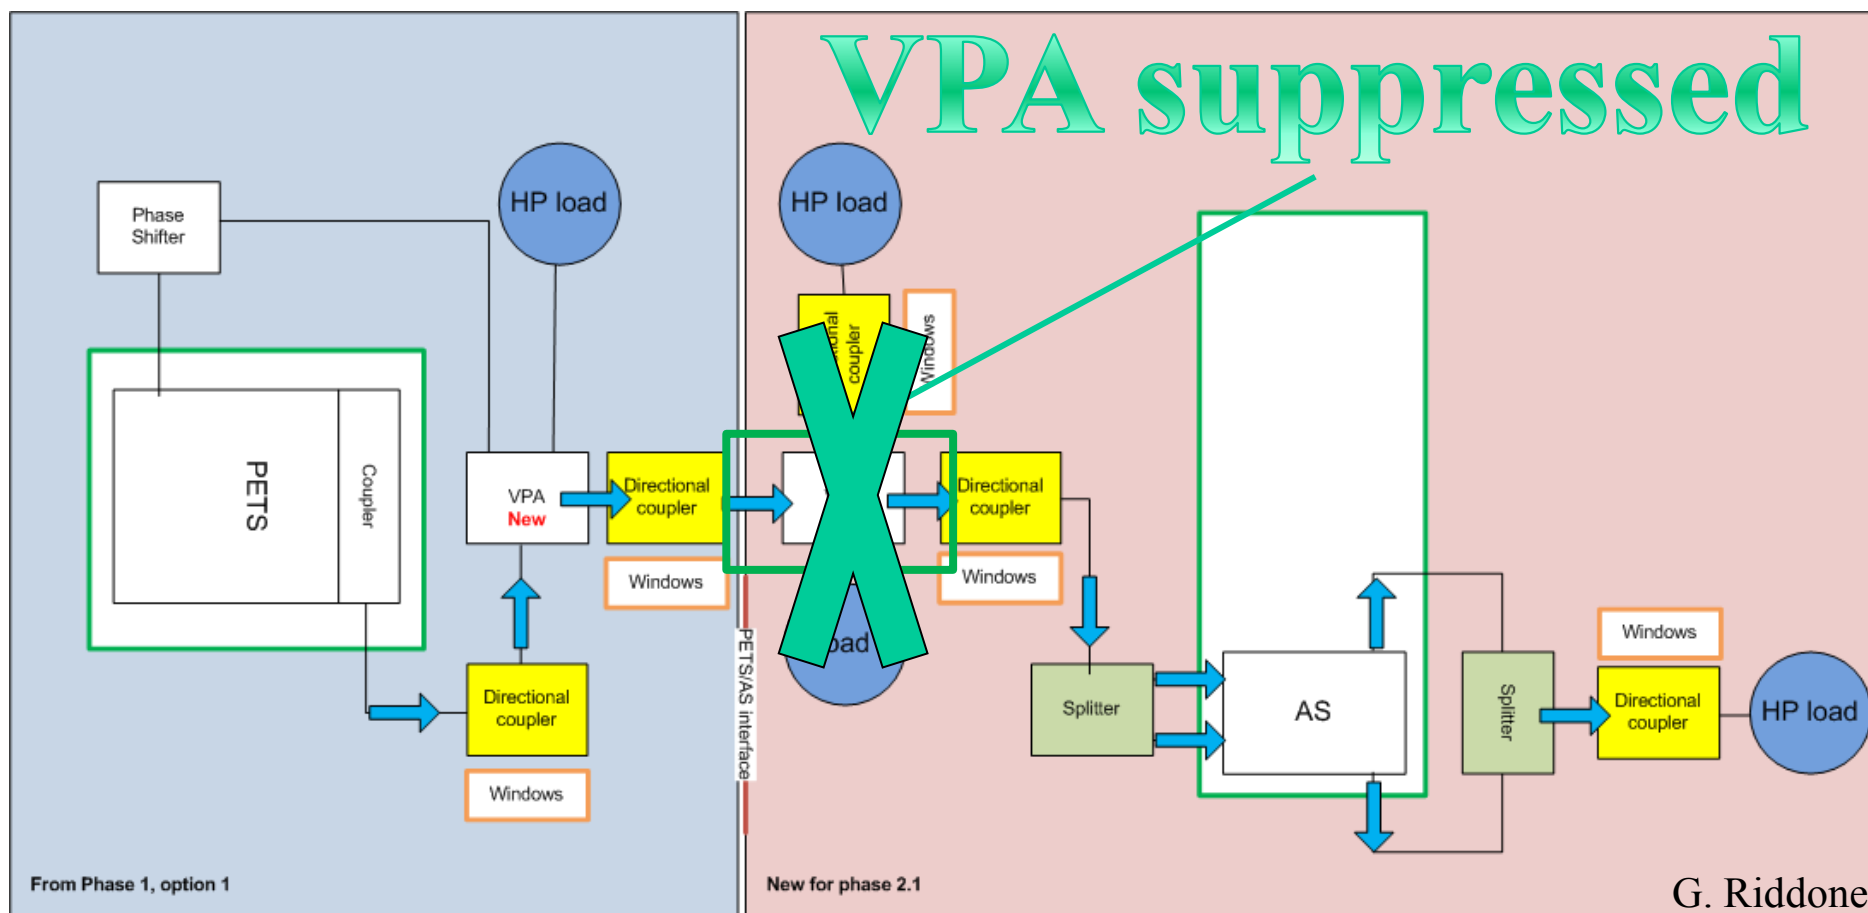 VPA suppressed
HP load
HP load
Phase
Shifter
coupler
Windows
PETS
Coupler
VPA
New
Directional
coupler
Directional
coupler
Windows
Windows
PETS/AS interface
Directional
coupler
Windows
Splitter
AS
Splitter
Windows
Directional
coupler
HP load
From Phase 1, option 1
New for phase 2.1
G. Riddone